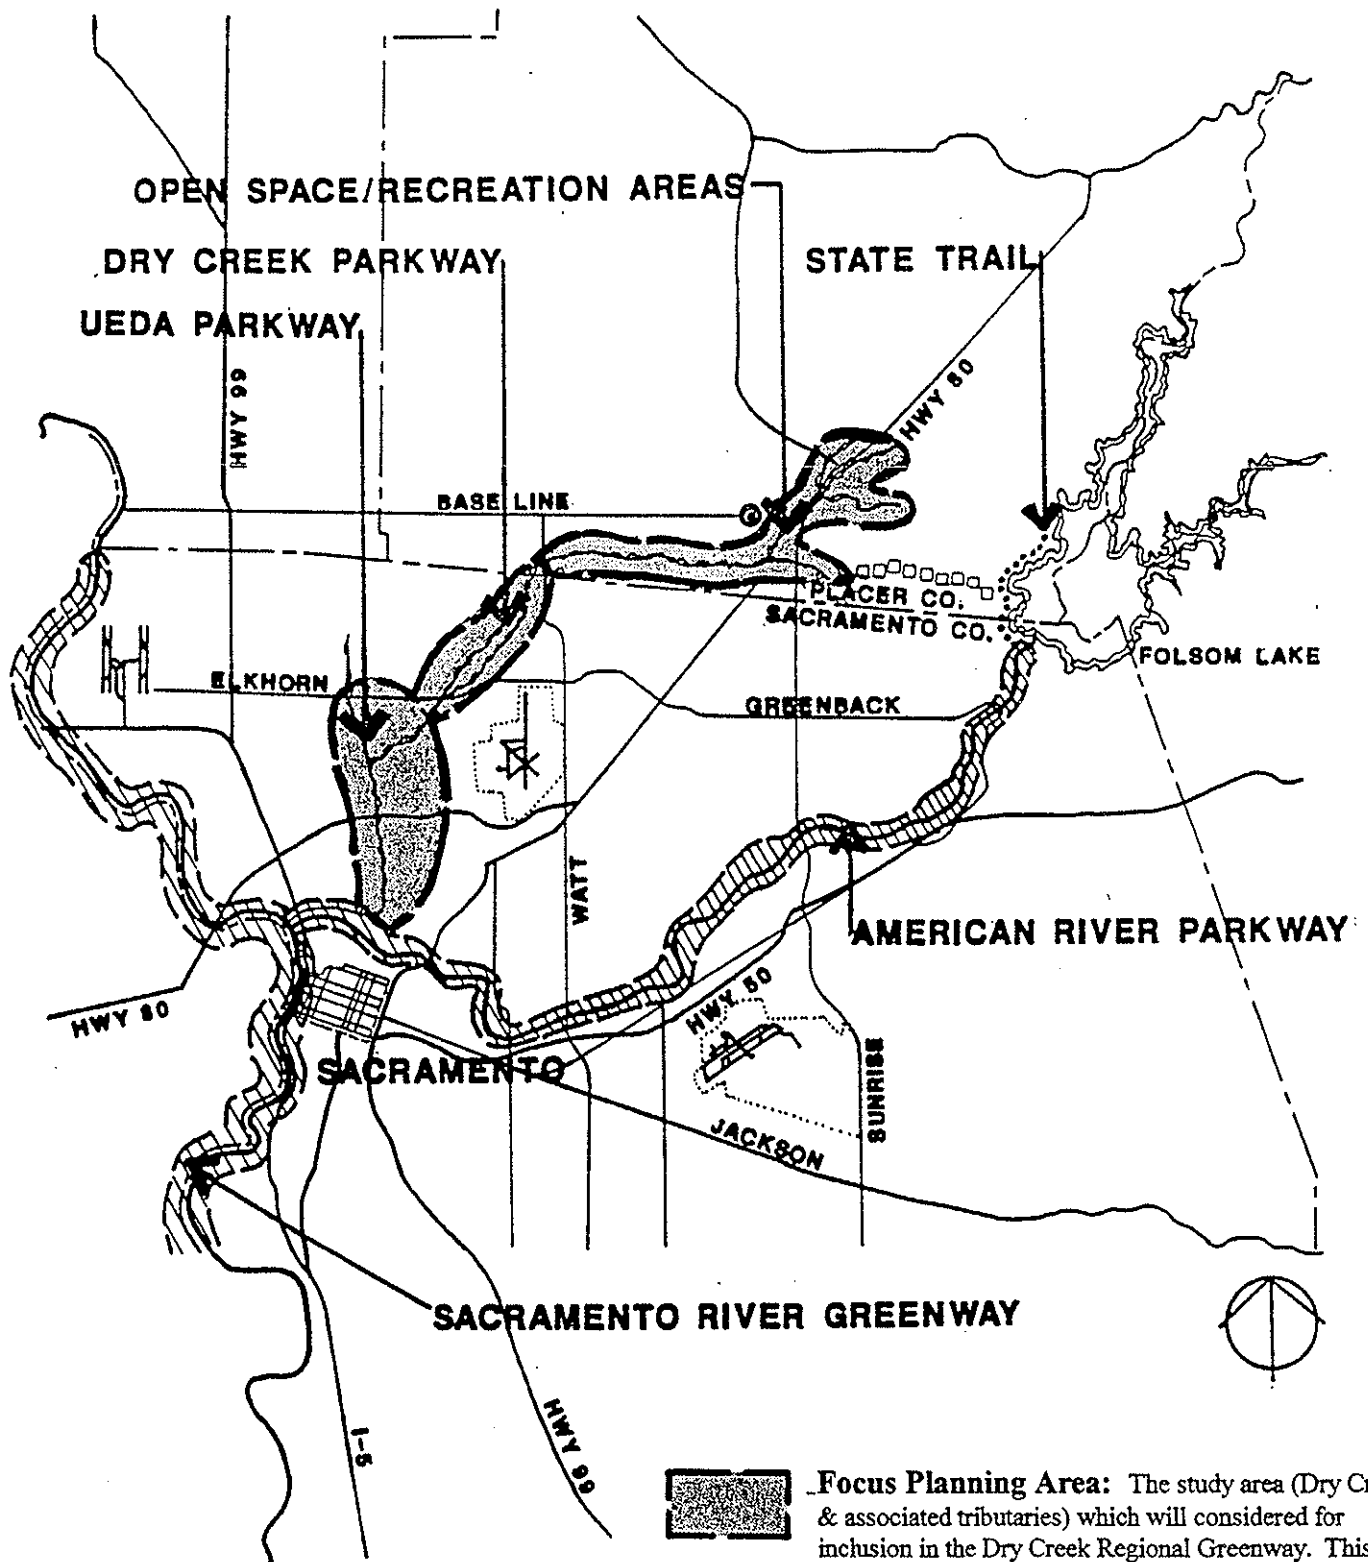 OPEN SPACE/RECREATION AREAS
DRY CREEK PARKWAY
STATE TRAIL
UEDA PARKWAY
HWY 99
HWY 80
BASE LINE
PLACER CO.
SACRAMENTO CO.
FOLSOM LAKE
ELKHORN
GREENBACK
WATT
AMERICAN RIVER PARKWAY
HWY 80
HWY 50
SACRAMENTO
SUNRISE
JACKSON
SACRAMENTO RIVER GREENWAY
I-5
HWY 99
Focus Planning Area: The study area (Dry Cr
& associated tributaries) which will considered for
inclusion in the Dry Creek Regional Greenway. This